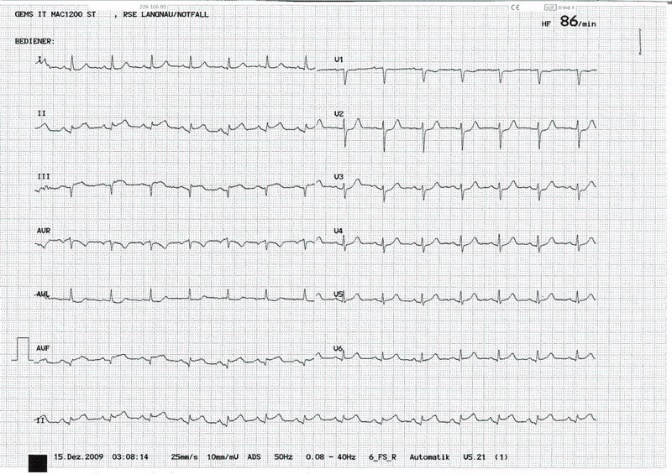 GEMS IT MAC1200 ST , RSE LANGNAU/NOTFALL
HF 86/min
BEDIENER:
I V1
II V2
III V3
AVR V4
AVL V5
AVF V6
II
15.Dez.2009 03:08:14 25mm/s 10mm/mV ADS 50Hz 0.08 - 40Hz 6_FS_R Automatik V5.21 (1)